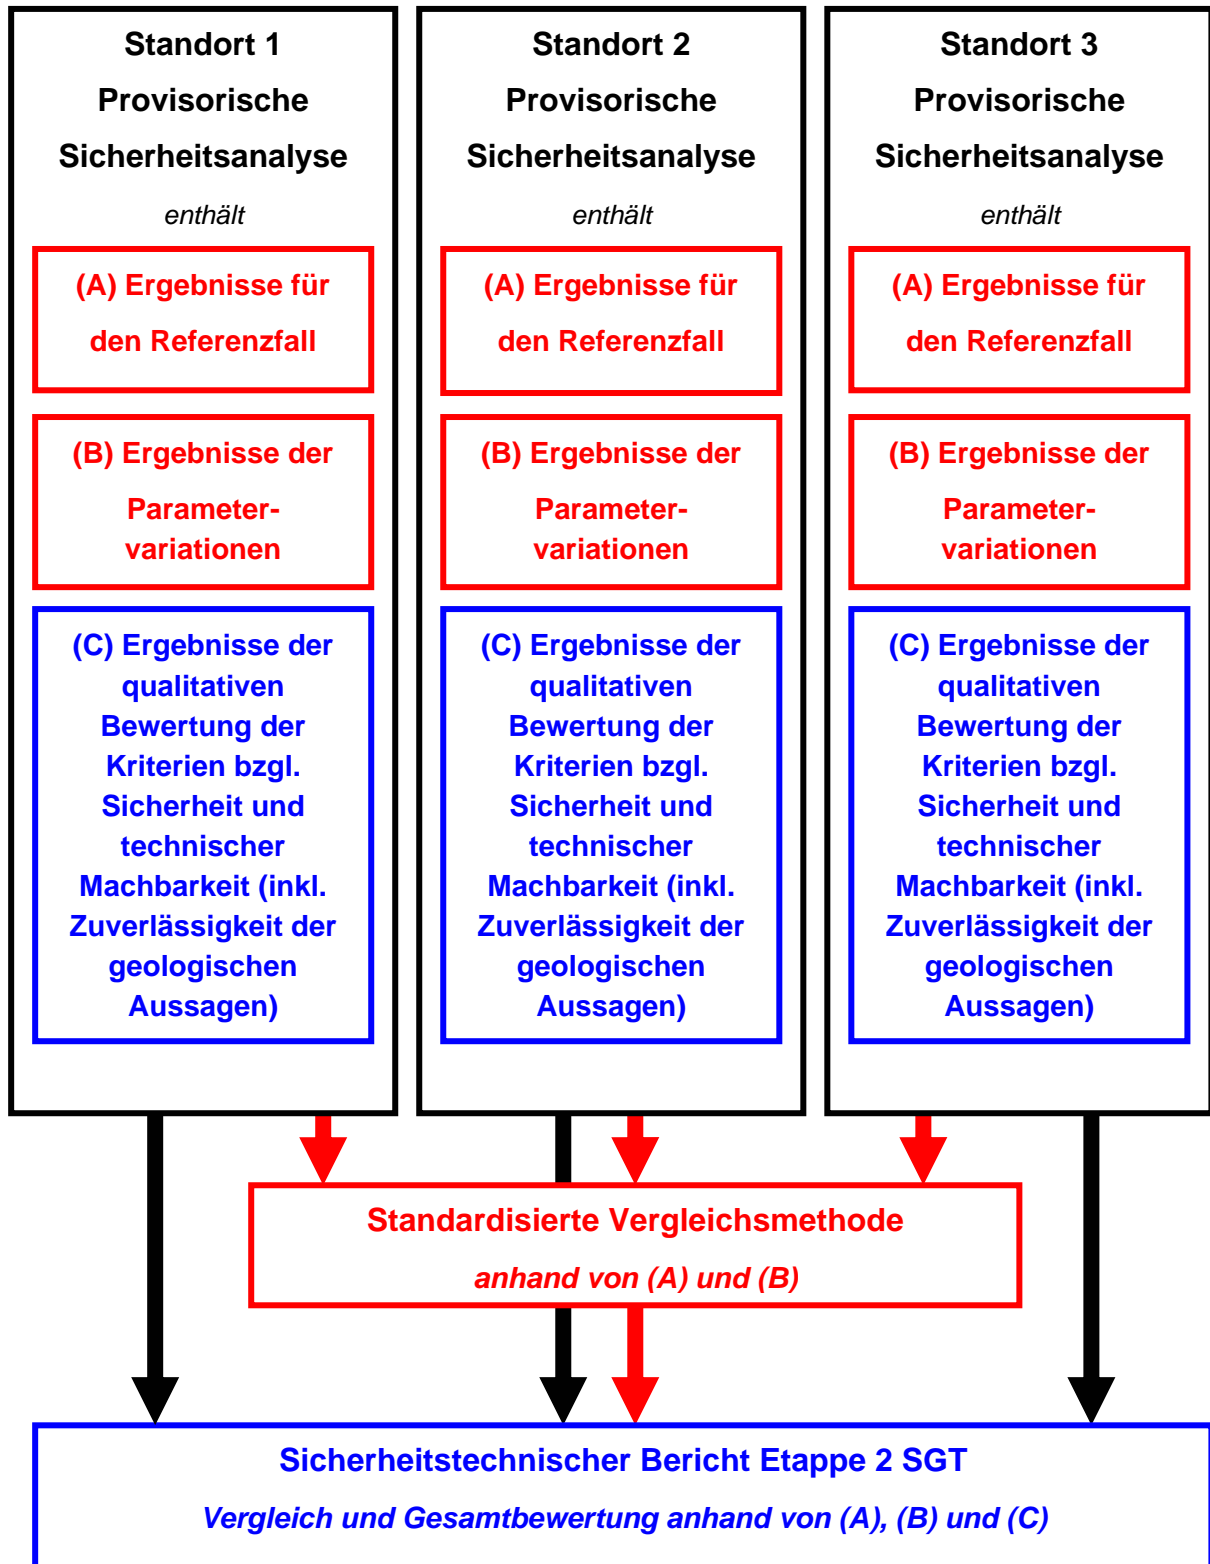 Standort 1
Provisorische
Sicherheitsanalyse
enthält
(A) Ergebnisse für
den Referenzfall
(B) Ergebnisse der
Parameter-
variationen
(C) Ergebnisse der
qualitativen
Bewertung der
Kriterien bzgl.
Sicherheit und
technischer
Machbarkeit (inkl.
Zuverlässigkeit der
geologischen
Aussagen)
Standort 2
Provisorische
Sicherheitsanalyse
enthält
(A) Ergebnisse für
den Referenzfall
(B) Ergebnisse der
Parameter-
variationen
(C) Ergebnisse der
qualitativen
Bewertung der
Kriterien bzgl.
Sicherheit und
technischer
Machbarkeit (inkl.
Zuverlässigkeit der
geologischen
Aussagen)
Standort 3
Provisorische
Sicherheitsanalyse
enthält
(A) Ergebnisse für
den Referenzfall
(B) Ergebnisse der
Parameter-
variationen
(C) Ergebnisse der
qualitativen
Bewertung der
Kriterien bzgl.
Sicherheit und
technischer
Machbarkeit (inkl.
Zuverlässigkeit der
geologischen
Aussagen)
Standardisierte Vergleichsmethode
anhand von (A) und (B)
Sicherheitstechnischer Bericht Etappe 2 SGT
Vergleich und Gesamtbewertung anhand von (A), (B) und (C)